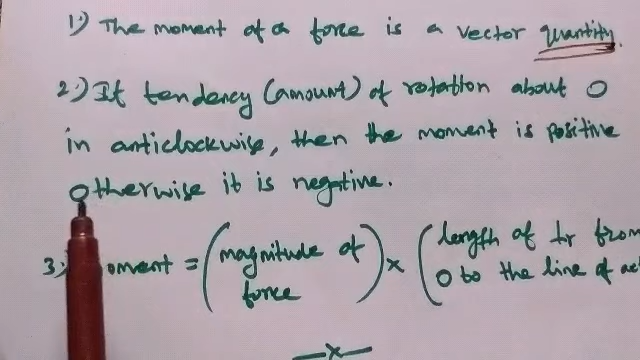 1.) The moment of a force is a vector quantity.
2.) If tendency (amount) of rotation about O
in anticlockwise, then the moment is positive
otherwise it is negative.
3.) oment = (magnitude of force) × (length of ⊥r from O to the line of ac